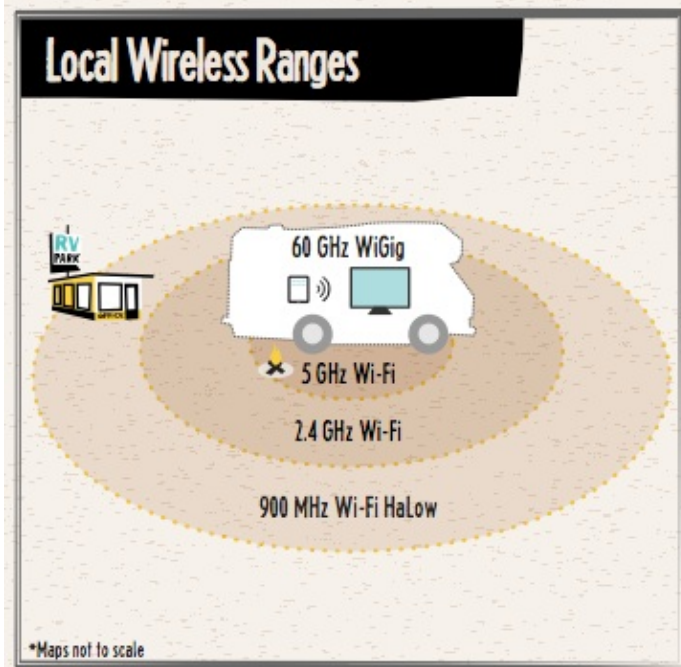 Local Wireless Ranges
RV
PARK
60 GHz WiGig
OFFICE
5 GHz Wi-Fi
2.4 GHz Wi-Fi
900 MHz Wi-Fi HaLow
*Maps not to scale